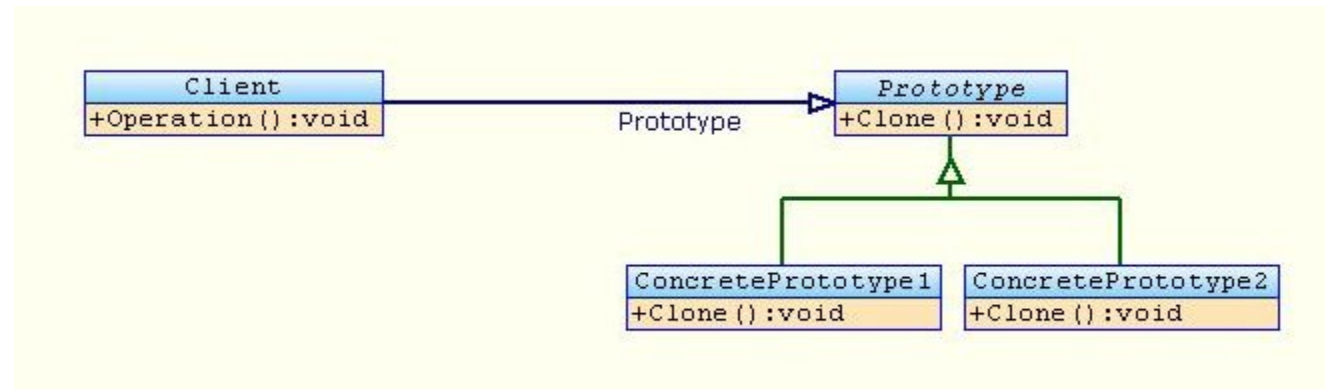 Client
+Operation():void
Prototype
Prototype
+Clone():void
ConcretePrototype1
+Clone():void
ConcretePrototype2
+Clone():void